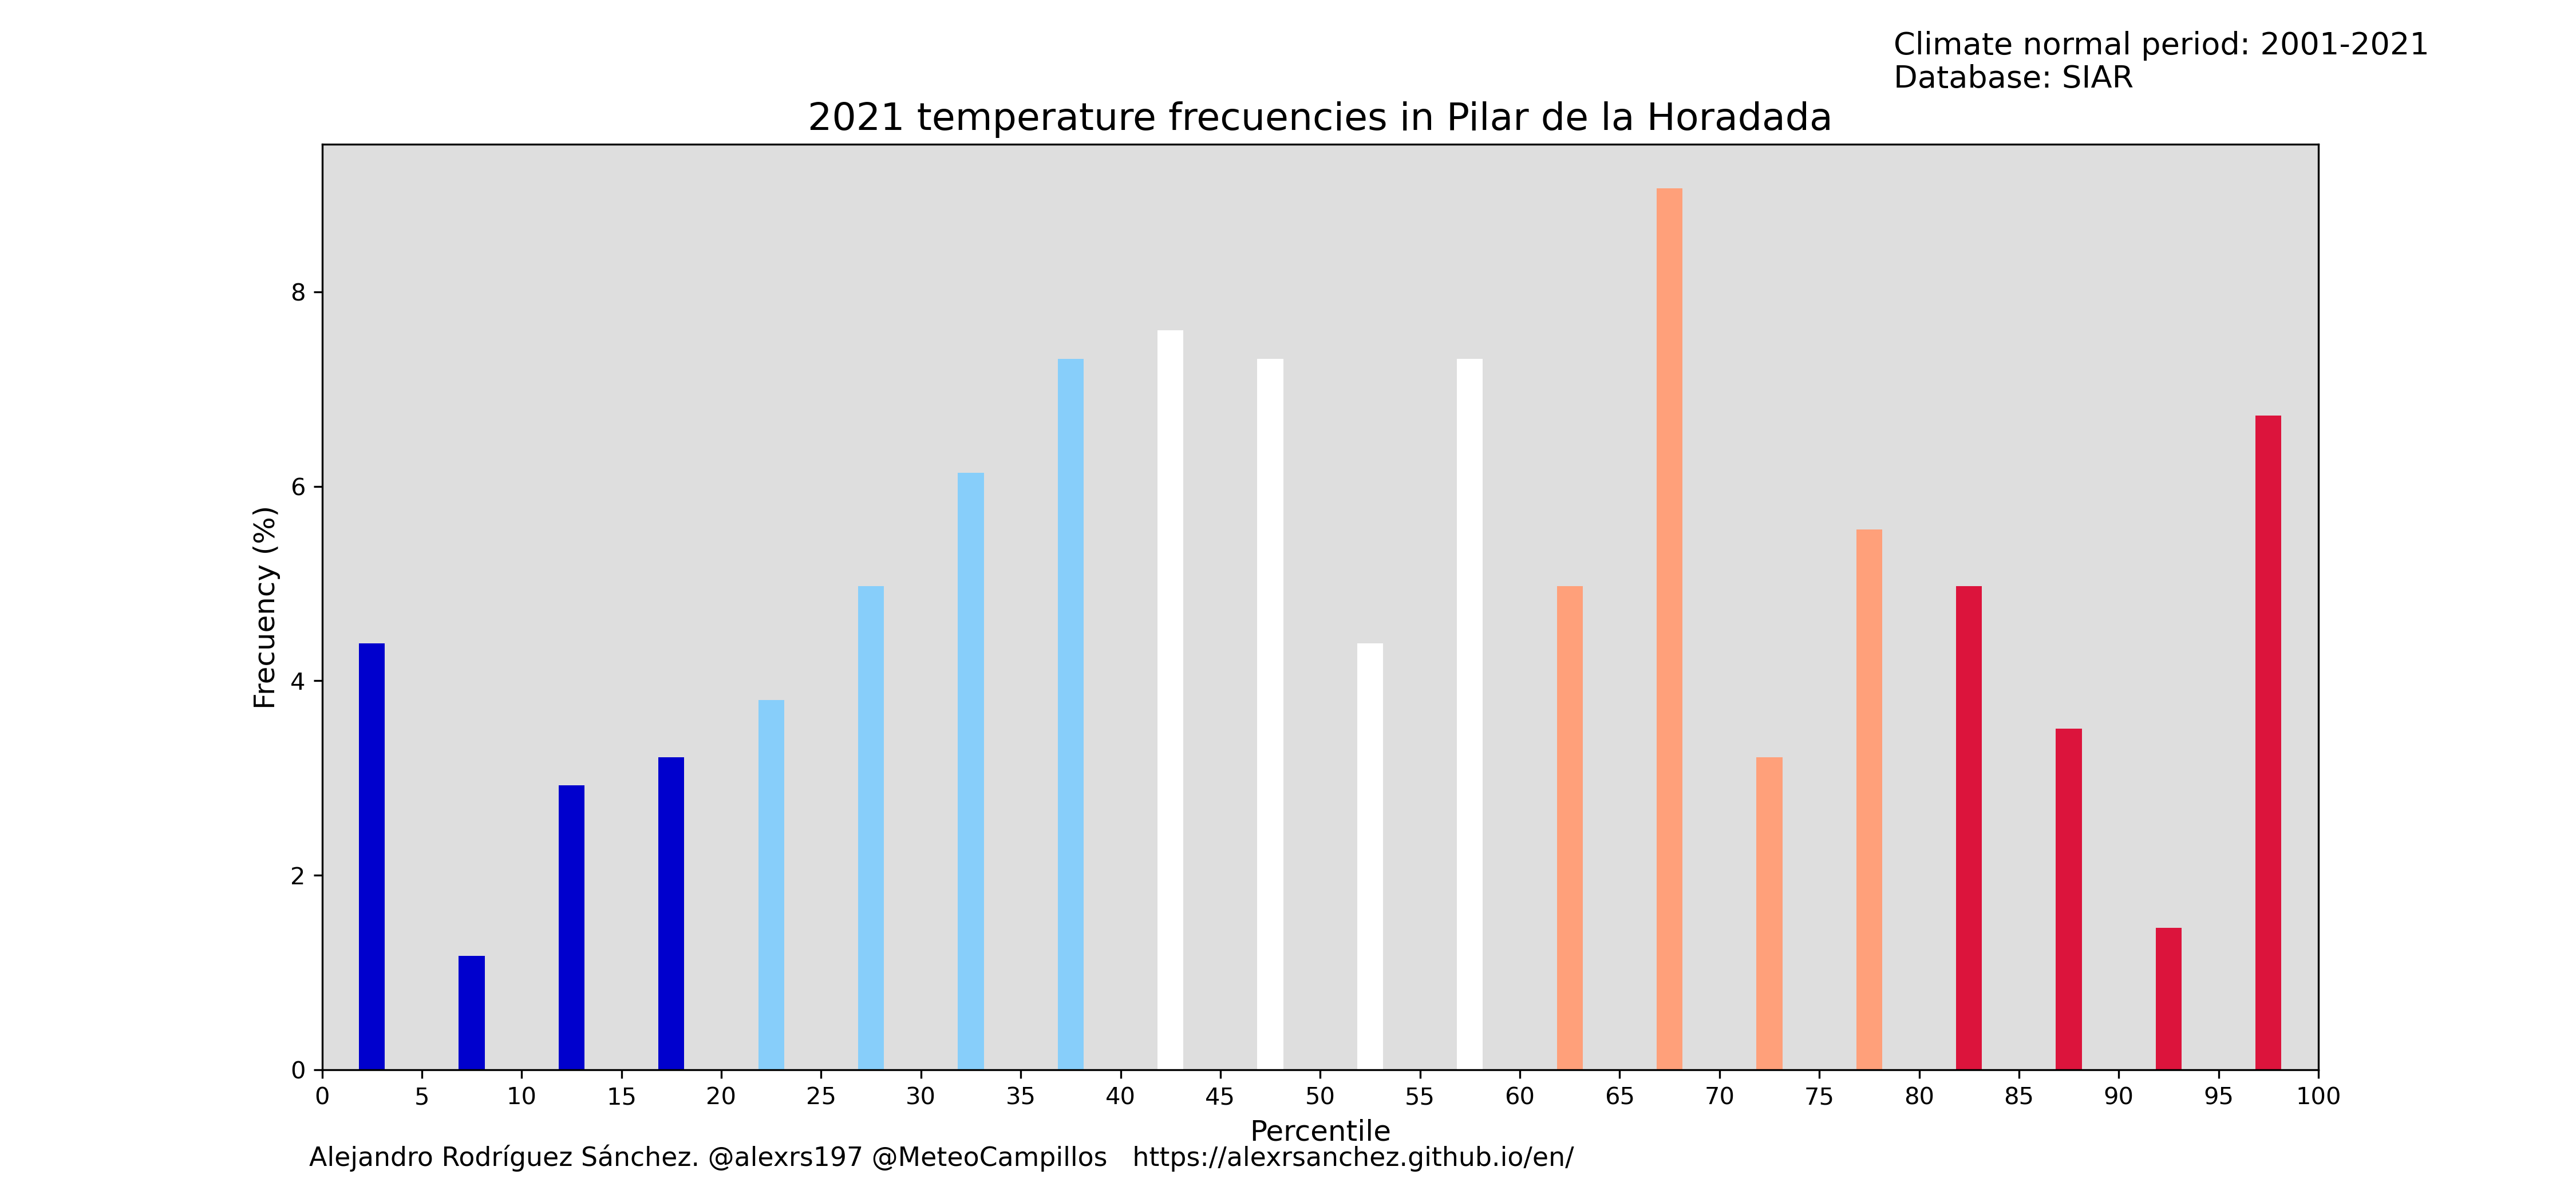 Climate normal period: 2001-2021
Database: SIAR
2021 temperature frecuencies in Pilar de la Horadada
Frecuency (%)
8
6
4
2
0
0 5 10 15 20 25 30 35 40 45 50 55 60 65 70 75 80 85 90 95 100
Percentile
Alejandro Rodríguez Sánchez. @alexrs197 @MeteoCampillos https://alexrsanchez.github.io/en/